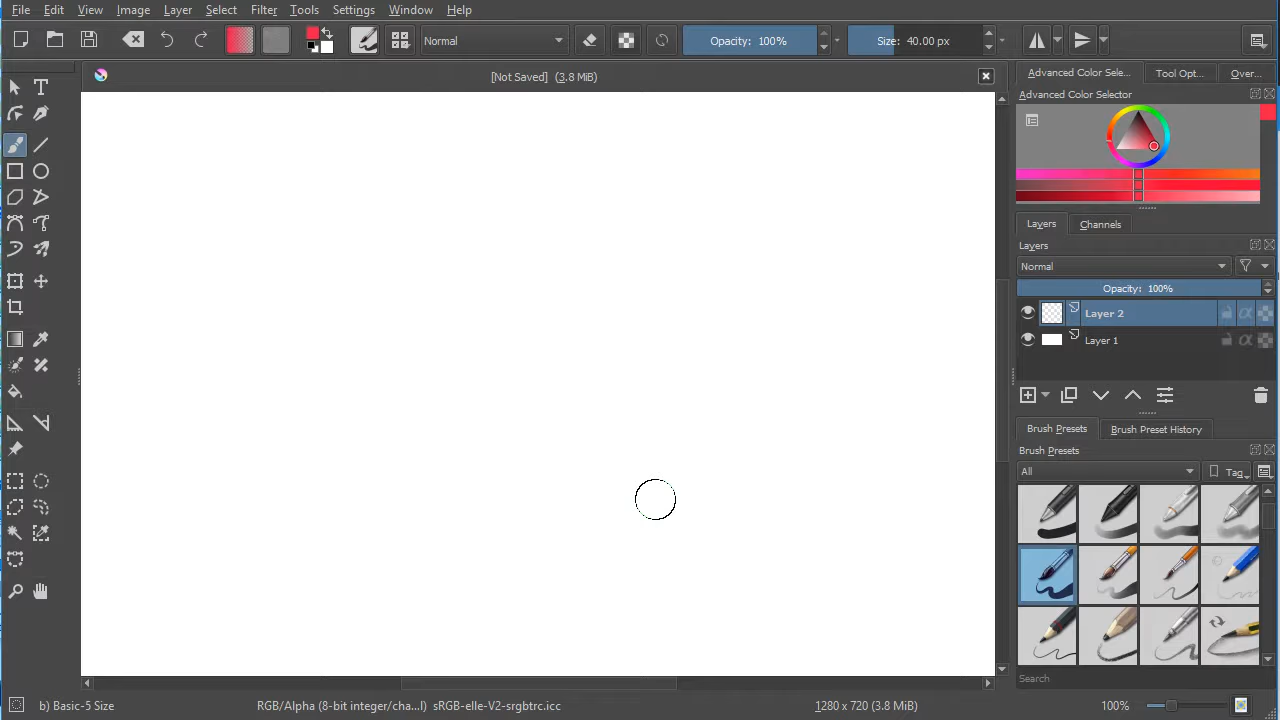 File Edit View Image Layer Select Filter Tools Settings Window Help
Normal Opacity: 100% Size: 40.00 px
[Not Saved] (3.8 MiB)
Advanced Color Sele... Tool Opt... Over...
Advanced Color Selector
Layers Channels
Layers
Normal
Opacity: 100%
Layer 2
Layer 1
Brush Presets Brush Preset History
Brush Presets
All Tag
Search
b) Basic-5 Size RGB/Alpha (8-bit integer/cha...l) sRGB-elle-V2-srgbtrc.icc 1280 x 720 (3.8 MiB) 100%